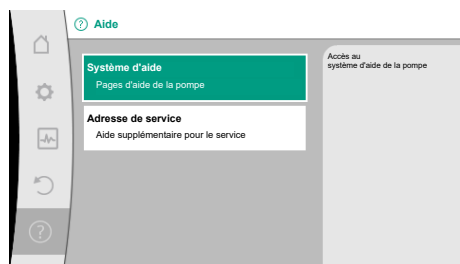 Aide
Système d'aide
Pages d'aide de la pompe
Adresse de service
Aide supplémentaire pour le service
Accès au
système d'aide de la pompe